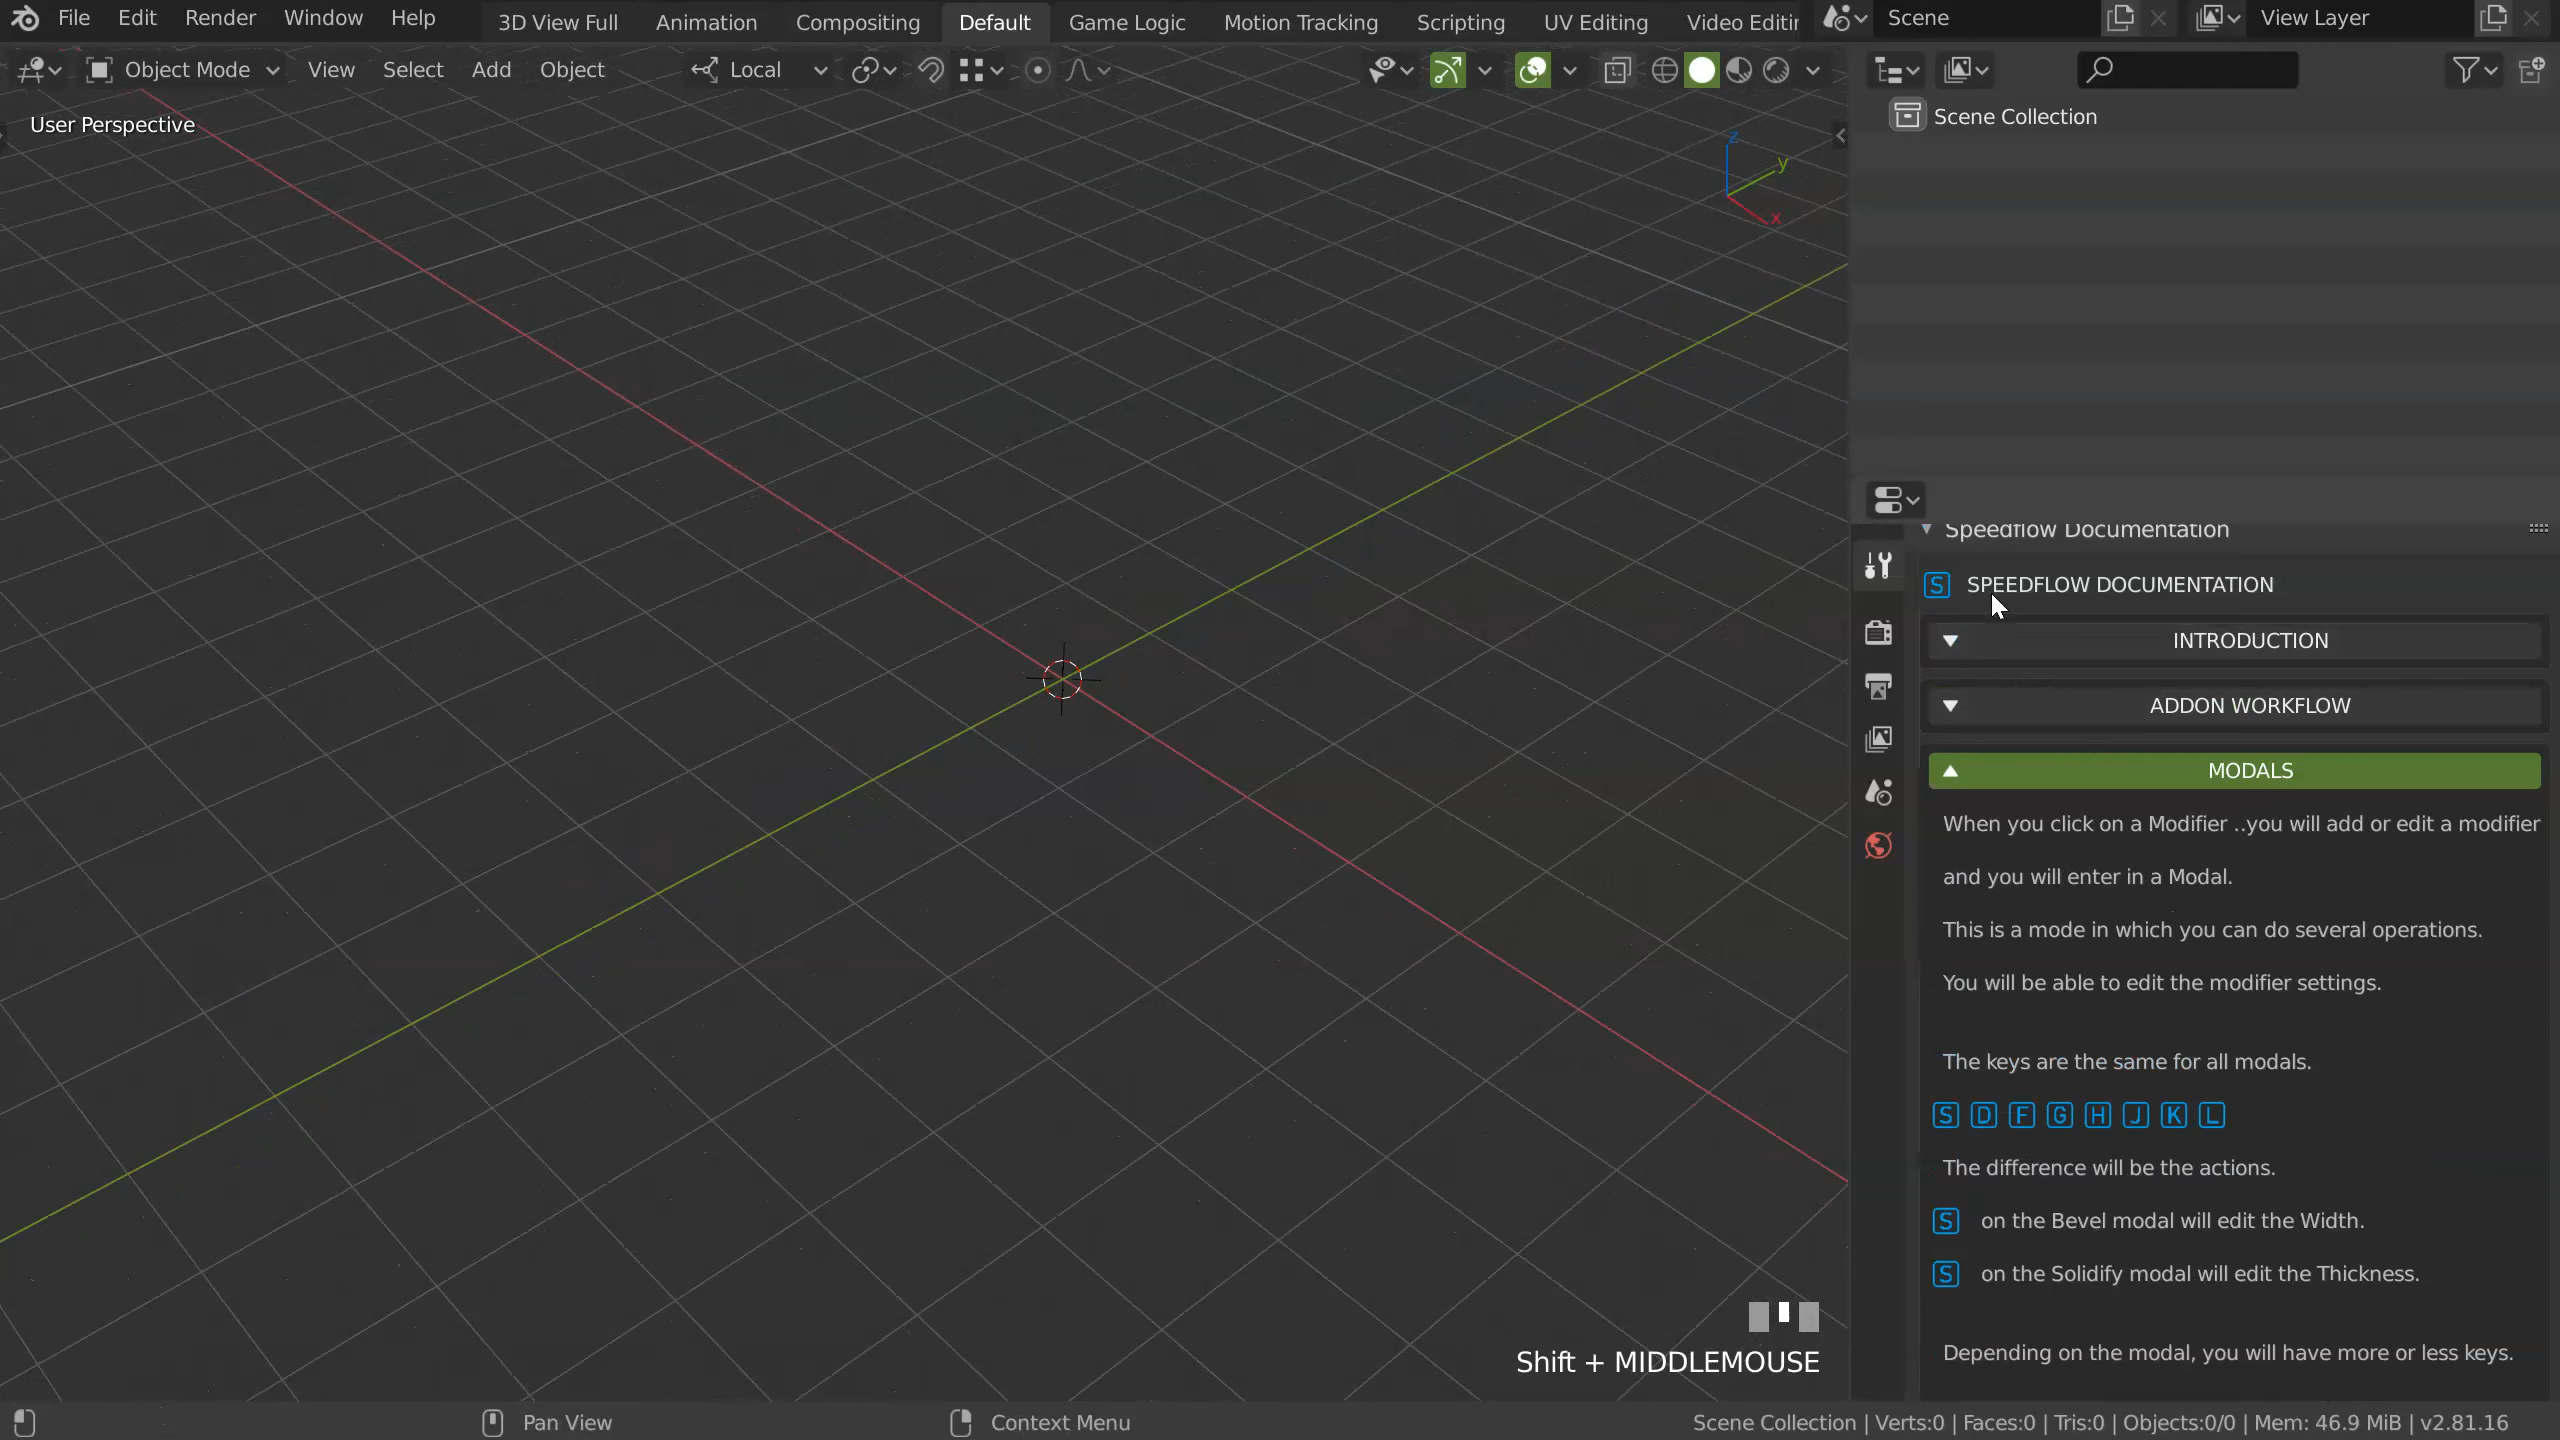 File Edit Render Window Help 3D View Full Animation Compositing Default Game Logic Motion Tracking Scripting UV Editing Video Editir Scene View Layer
Object Mode View Select Add Object Local
User Perspective
Scene Collection
z
y
x
Speedflow Documentation
S SPEEDFLOW DOCUMENTATION
INTRODUCTION
ADDON WORKFLOW
MODALS
When you click on a Modifier ..you will add or edit a modifier
and you will enter in a Modal.
This is a mode in which you can do several operations.
You will be able to edit the modifier settings.
The keys are the same for all modals.
S D F G H J K L
The difference will be the actions.
S on the Bevel modal will edit the Width.
S on the Solidify modal will edit the Thickness.
Depending on the modal, you will have more or less keys.
Shift + MIDDLEMOUSE
Pan View Context Menu Scene Collection | Verts:0 | Faces:0 | Tris:0 | Objects:0/0 | Mem: 46.9 MiB | v2.81.16